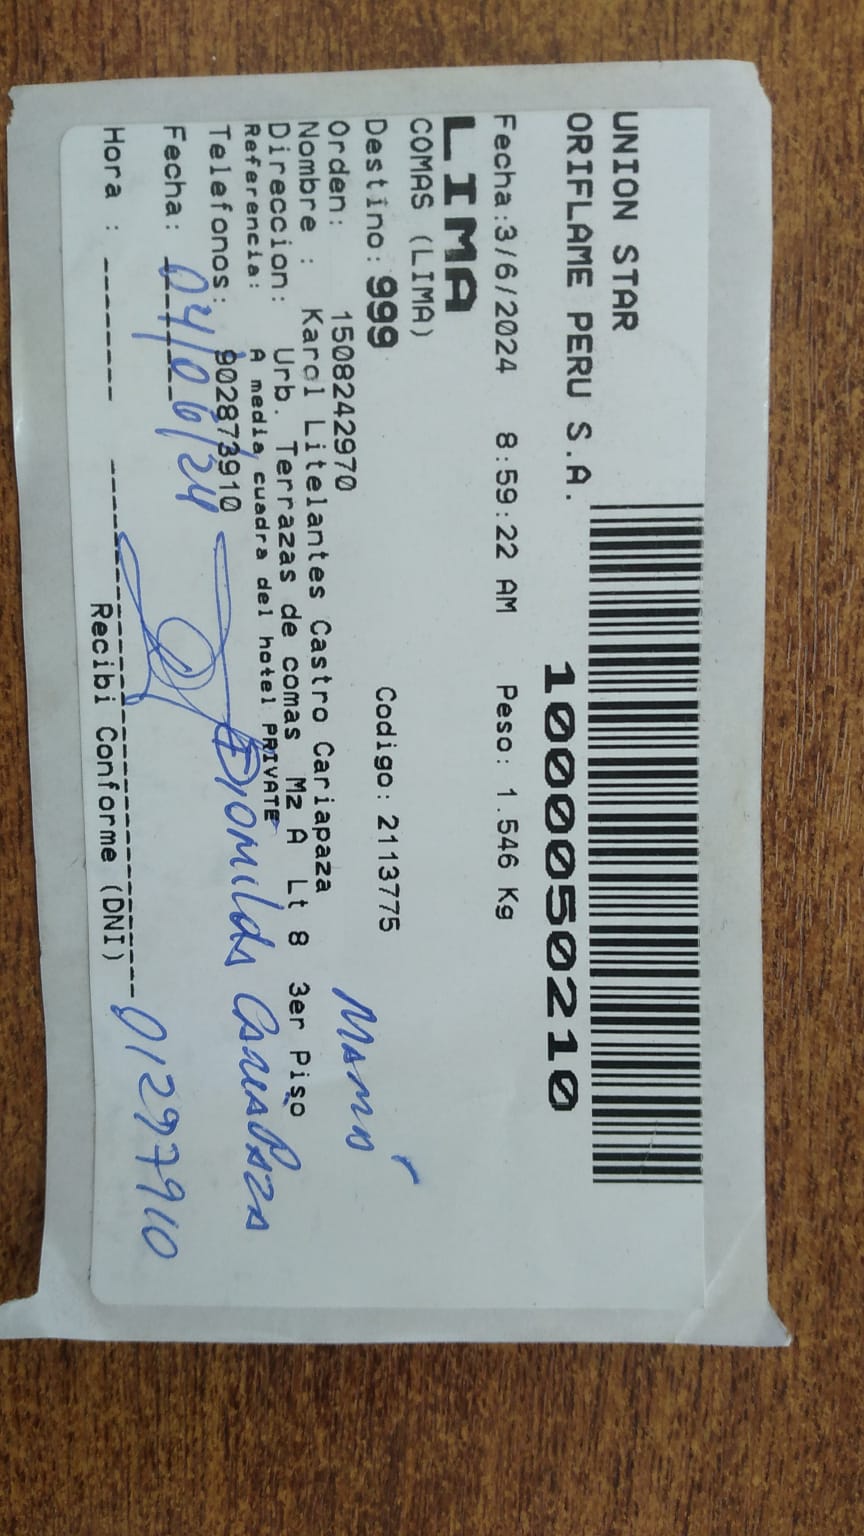 UNION STAR
ORIFLAME PERU S.A.
10000050210
Fecha:3/6/2024 8:59:22 AM Peso: 1.546 Kg
LIMA
COMAS (LIMA)
Destino: 999 Codigo: 2113775
Orden: 1508242970
Mamá
Nombre : Karol Litelantes Castro Cariapaza
Direccion: Urb. Terrazas de comas Mz A Lt 8 3er Piso
Referencia: A media cuadra del hotel PRIVATE
Telefonos: 902873910
Cariapaza
Fecha: 04/06/24
Hora : -------- 01297910
Recibi Conforme (DNI)